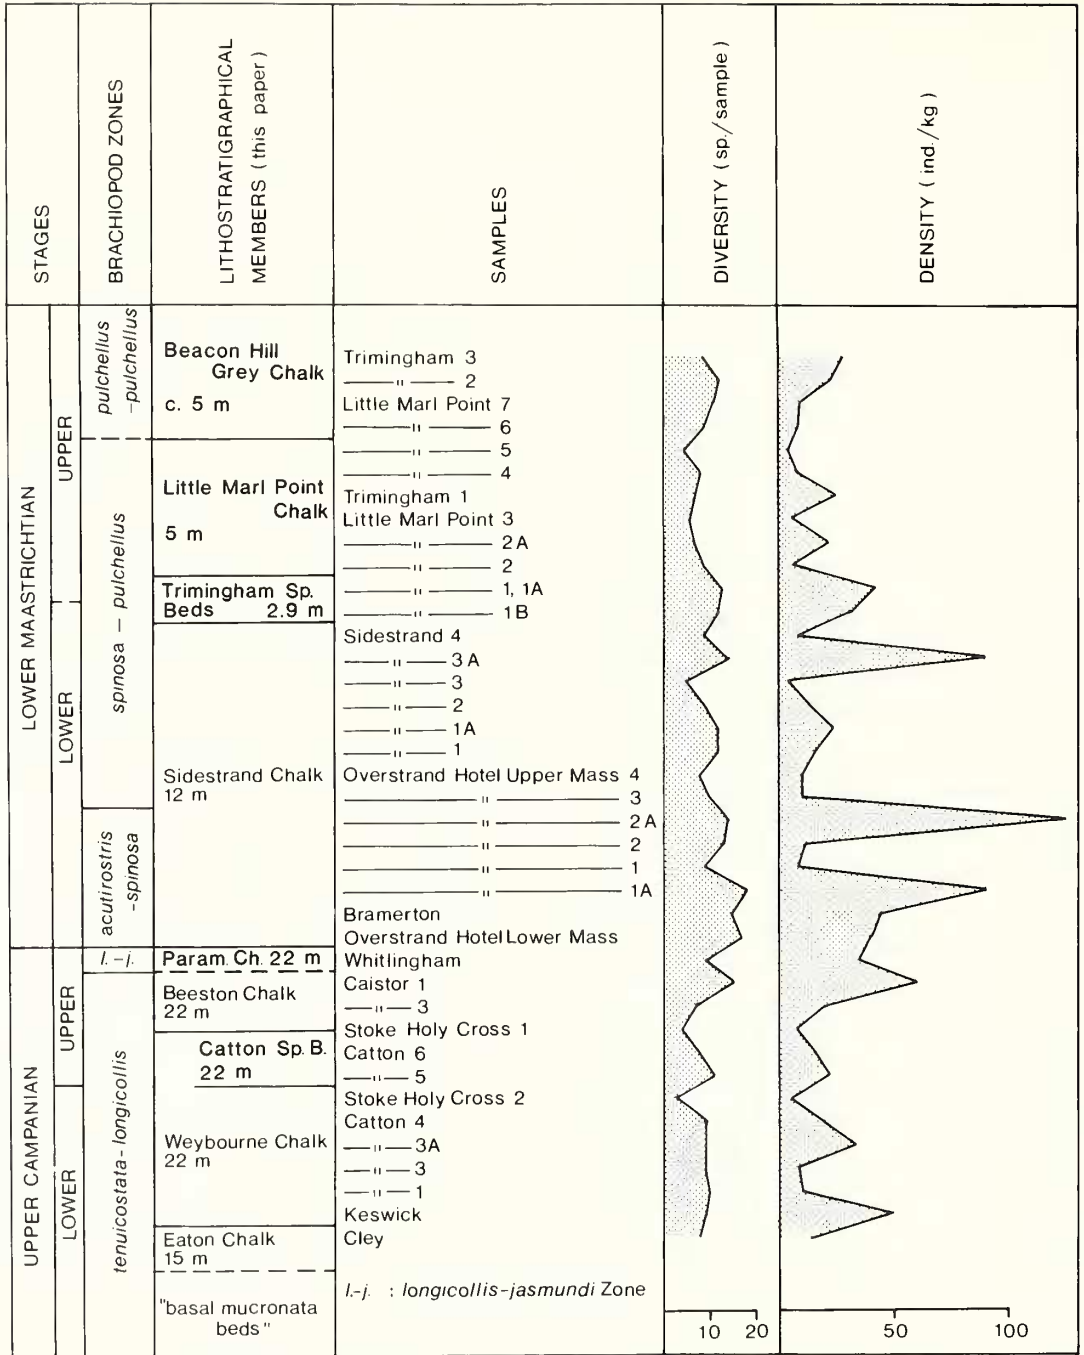 STAGES
BRACHIOPOD ZONES
LITHOSTRATIGRAPHICAL
MEMBERS (this paper)
SAMPLES
DIVERSITY (sp./sample)
DENSITY (ind./kg)
LOWER MAASTRICHTIAN
UPPER
LOWER
UPPER CAMPANIAN
UPPER
LOWER
pulchellus
-pulchellus
spinosa — pulchellus
acutirostris
-spinosa
l.-j.
tenuicostata-longicollis
Beacon Hill
Grey Chalk
c. 5 m
Little Marl Point
Chalk
5 m
Trimingham Sp.
Beds 2.9 m
Sidestrand Chalk
12 m
Param. Ch. 22 m
Beeston Chalk
22 m
Catton Sp. B.
22 m
Weybourne Chalk
22 m
Eaton Chalk
15 m
"basal mucronata
beds"
Trimingham 3
—— " —— 2
Little Marl Point 7
—— " —— 6
—— " —— 5
—— " —— 4
Trimingham 1
Little Marl Point 3
—— " —— 2A
—— " —— 2
—— " —— 1, 1A
—— " —— 1B
Sidestrand 4
—— " —— 3A
—— " —— 3
—— " —— 2
—— " —— 1A
—— " —— 1
Overstrand Hotel Upper Mass 4
—— " —— 3
—— " —— 2A
—— " —— 2
—— " —— 1
—— " —— 1A
Bramerton
Overstrand Hotel Lower Mass
Whitlingham
Caistor 1
— " — 3
Stoke Holy Cross 1
Catton 6
— " — 5
Stoke Holy Cross 2
Catton 4
— " — 3A
— " — 3
— " — 1
Keswick
Cley
l.-j. : longicollis-jasmundi Zone
10 20
50 100